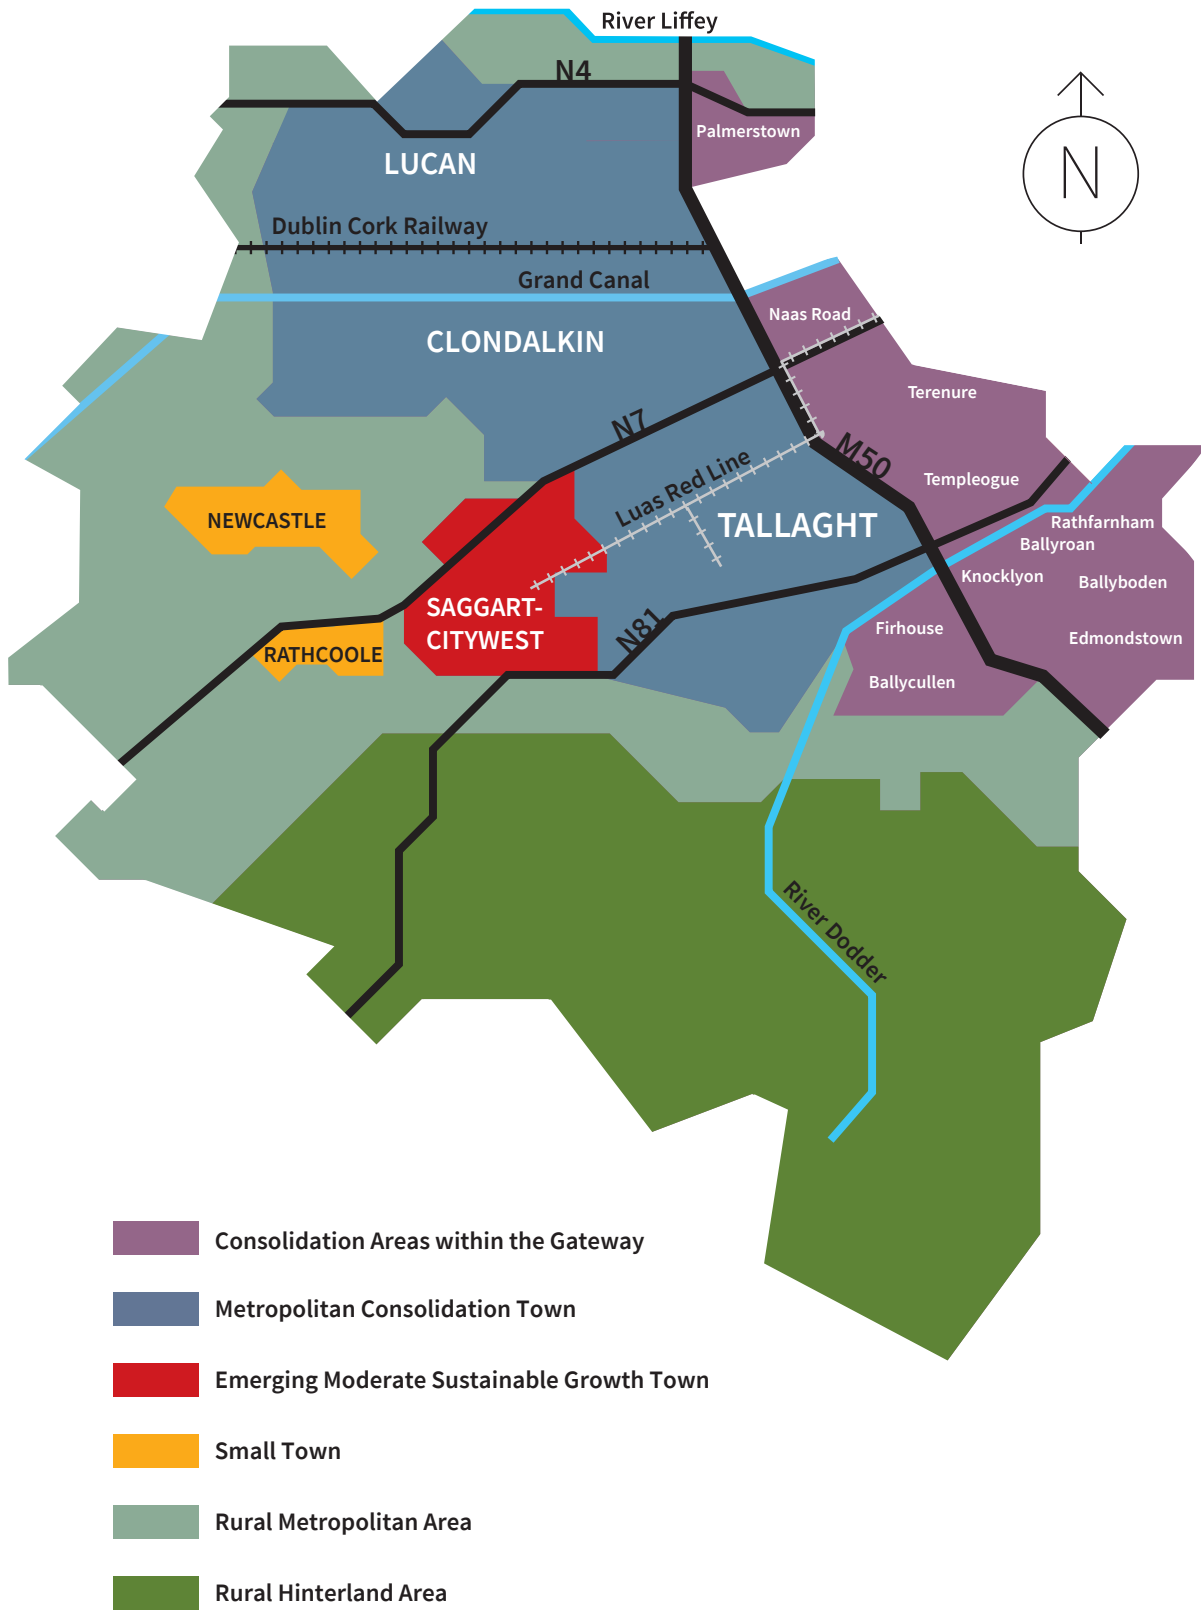 River Liffey
N4
Palmerstown
N
LUCAN
Dublin Cork Railway
Grand Canal
Naas Road
CLONDALKIN
Terenure
N7
M50
Luas Red Line
Templeogue
NEWCASTLE
TALLAGHT
Rathfarnham
Ballyroan
Knocklyon
Ballyboden
SAGGART-
CITYWEST
N81
Firhouse
Edmondstown
RATHCOOLE
Ballycullen
River Dodder
Consolidation Areas within the Gateway
Metropolitan Consolidation Town
Emerging Moderate Sustainable Growth Town
Small Town
Rural Metropolitan Area
Rural Hinterland Area